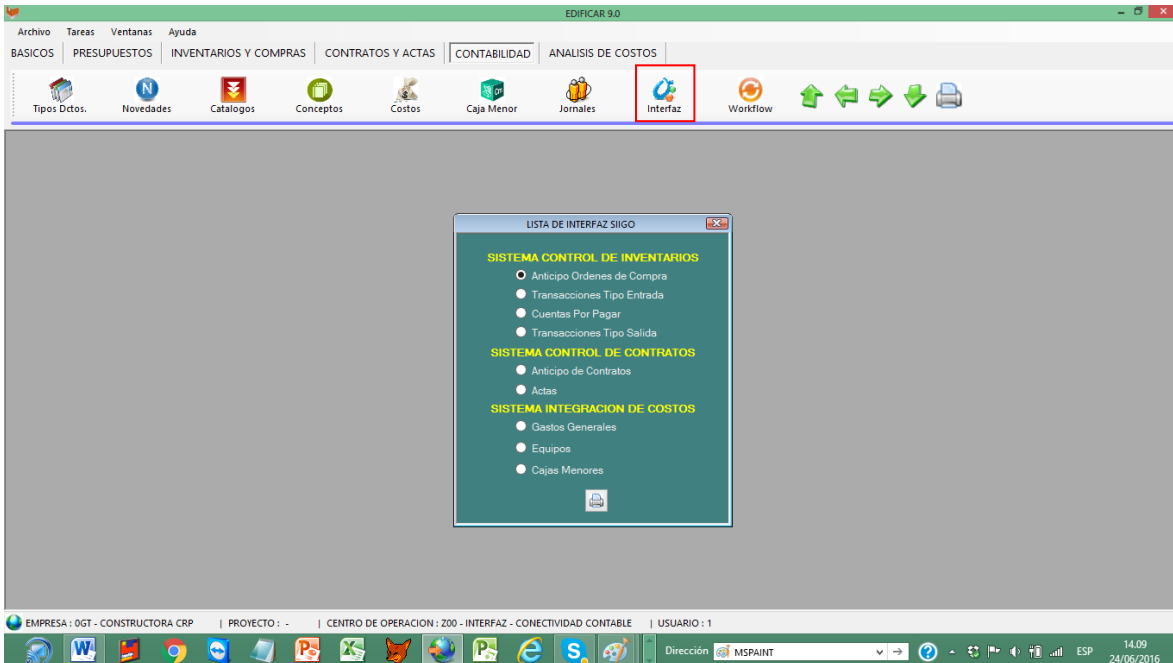 EDIFICAR 9.0
Archivo Tareas Ventanas Ayuda
BASICOS PRESUPUESTOS INVENTARIOS Y COMPRAS CONTRATOS Y ACTAS CONTABILIDAD ANALISIS DE COSTOS
Tipos Dctos. Novedades Catalogos Conceptos Costos Caja Menor Jornales Interfaz Workflow
LISTA DE INTERFAZ SIIGO
SISTEMA CONTROL DE INVENTARIOS
Anticipo Ordenes de Compra
Transacciones Tipo Entrada
Cuentas Por Pagar
Transacciones Tipo Salida
SISTEMA CONTROL DE CONTRATOS
Anticipo de Contratos
Actas
SISTEMA INTEGRACION DE COSTOS
Gastos Generales
Equipos
Cajas Menores
EMPRESA : 0GT - CONSTRUCTORA CRP | PROYECTO : - | CENTRO DE OPERACION : Z00 - INTERFAZ - CONECTIVIDAD CONTABLE | USUARIO : 1
Dirección MSPAINT ESP 14.09
24/06/2016